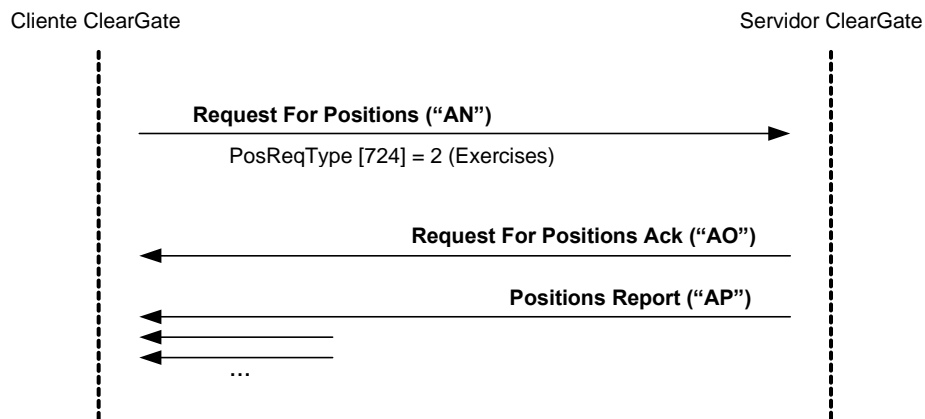 Cliente ClearGate
Servidor ClearGate
Request For Positions (“AN”)
PosReqType [724] = 2 (Exercises)
Request For Positions Ack (“AO”)
Positions Report (“AP”)
...